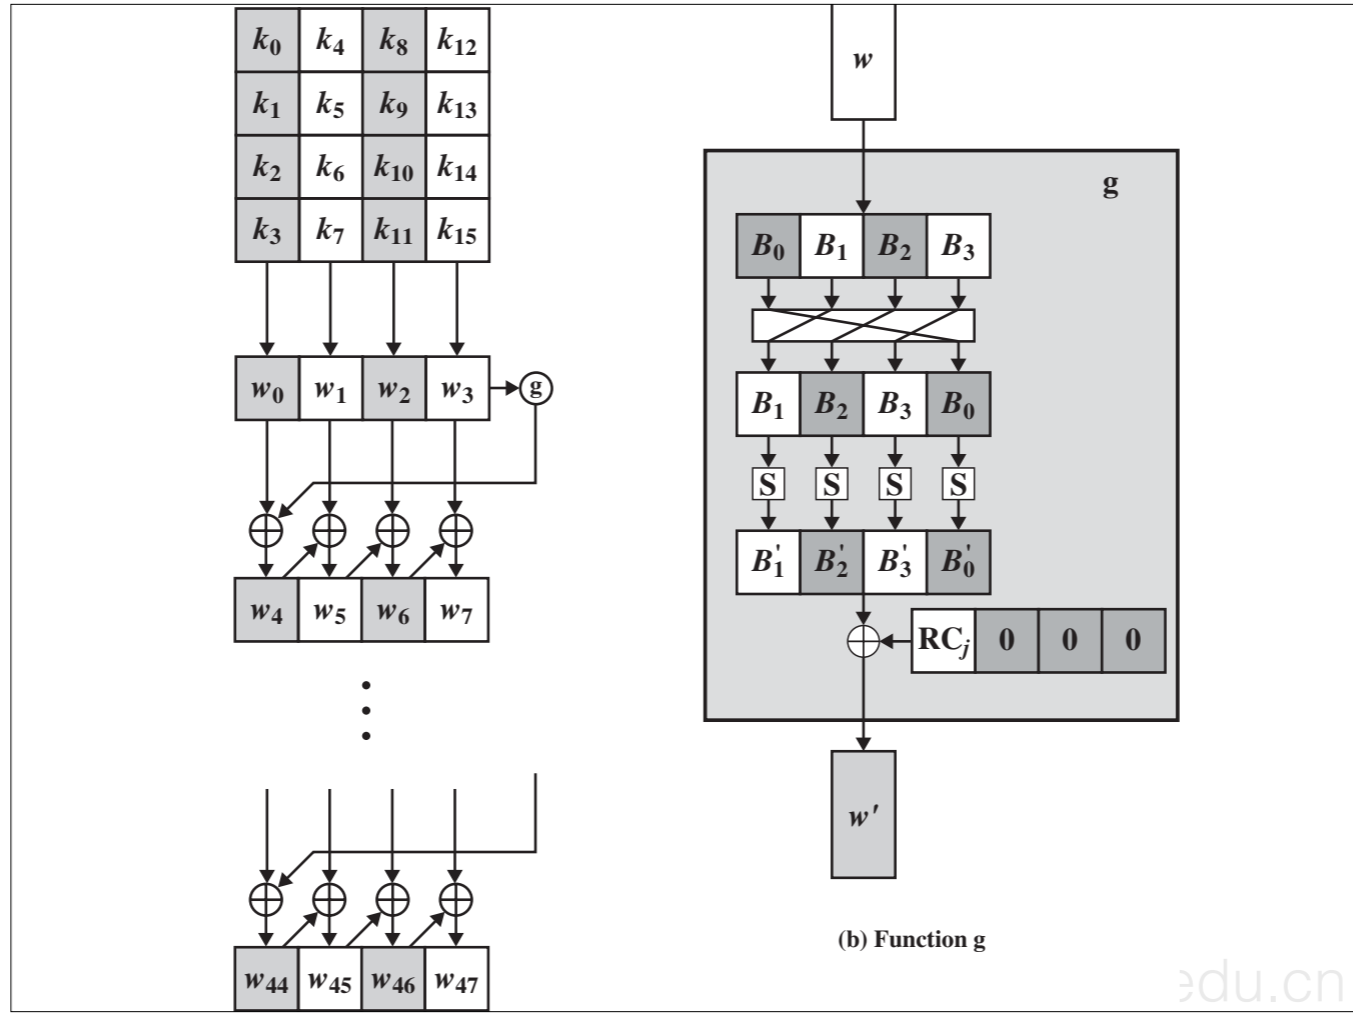 k0 k4 k8 k12
k1 k5 k9 k13
k2 k6 k10 k14
k3 k7 k11 k15
w0 w1 w2 w3 g
w4 w5 w6 w7
w44 w45 w46 w47
w
g
B0 B1 B2 B3
B1 B2 B3 B0
S S S S
B'1 B'2 B'3 B'0
RCj 0 0 0
w'
(b) Function g
edu.cn